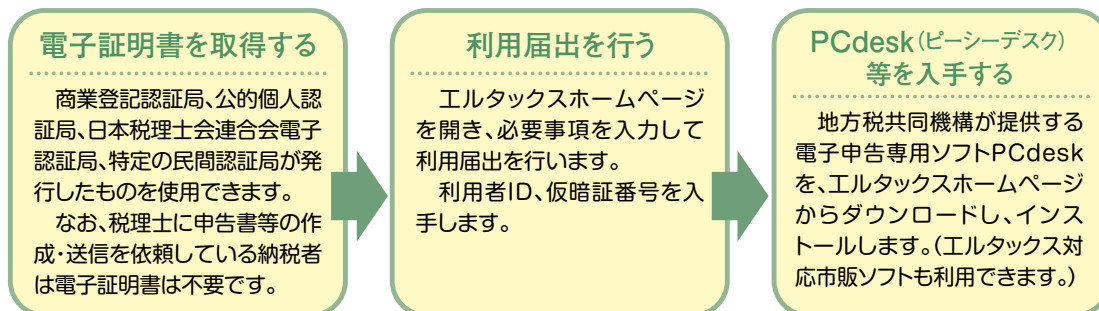 電子証明書を取得する
商業登記認証局、公的個人認
証局、日本税理士会連合会電子
認証局、特定の民間認証局が発
行したものを使用できます。
なお、税理士に申告書等の作
成・送信を依頼している納税者
は電子証明書は不要です。
利用届出を行う
エルタックスホームページ
を開き、必要事項を入力して
利用届出を行います。
利用者ID、仮暗証番号を入
手します。
PCdesk(ピーシーデスク)
等を入手する
地方税共同機構が提供する
電子申告専用ソフトPCdesk
を、エルタックスホームページ
からダウンロードし、インス
トールします。(エルタックス対
応市販ソフトも利用できます。)